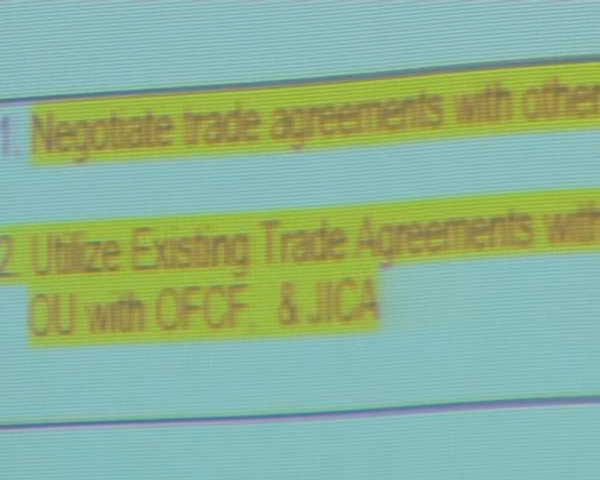 1. Negotiate trade agreements with other
2 Utilize Existing Trade Agreements with
OU with OFCF, & JICA